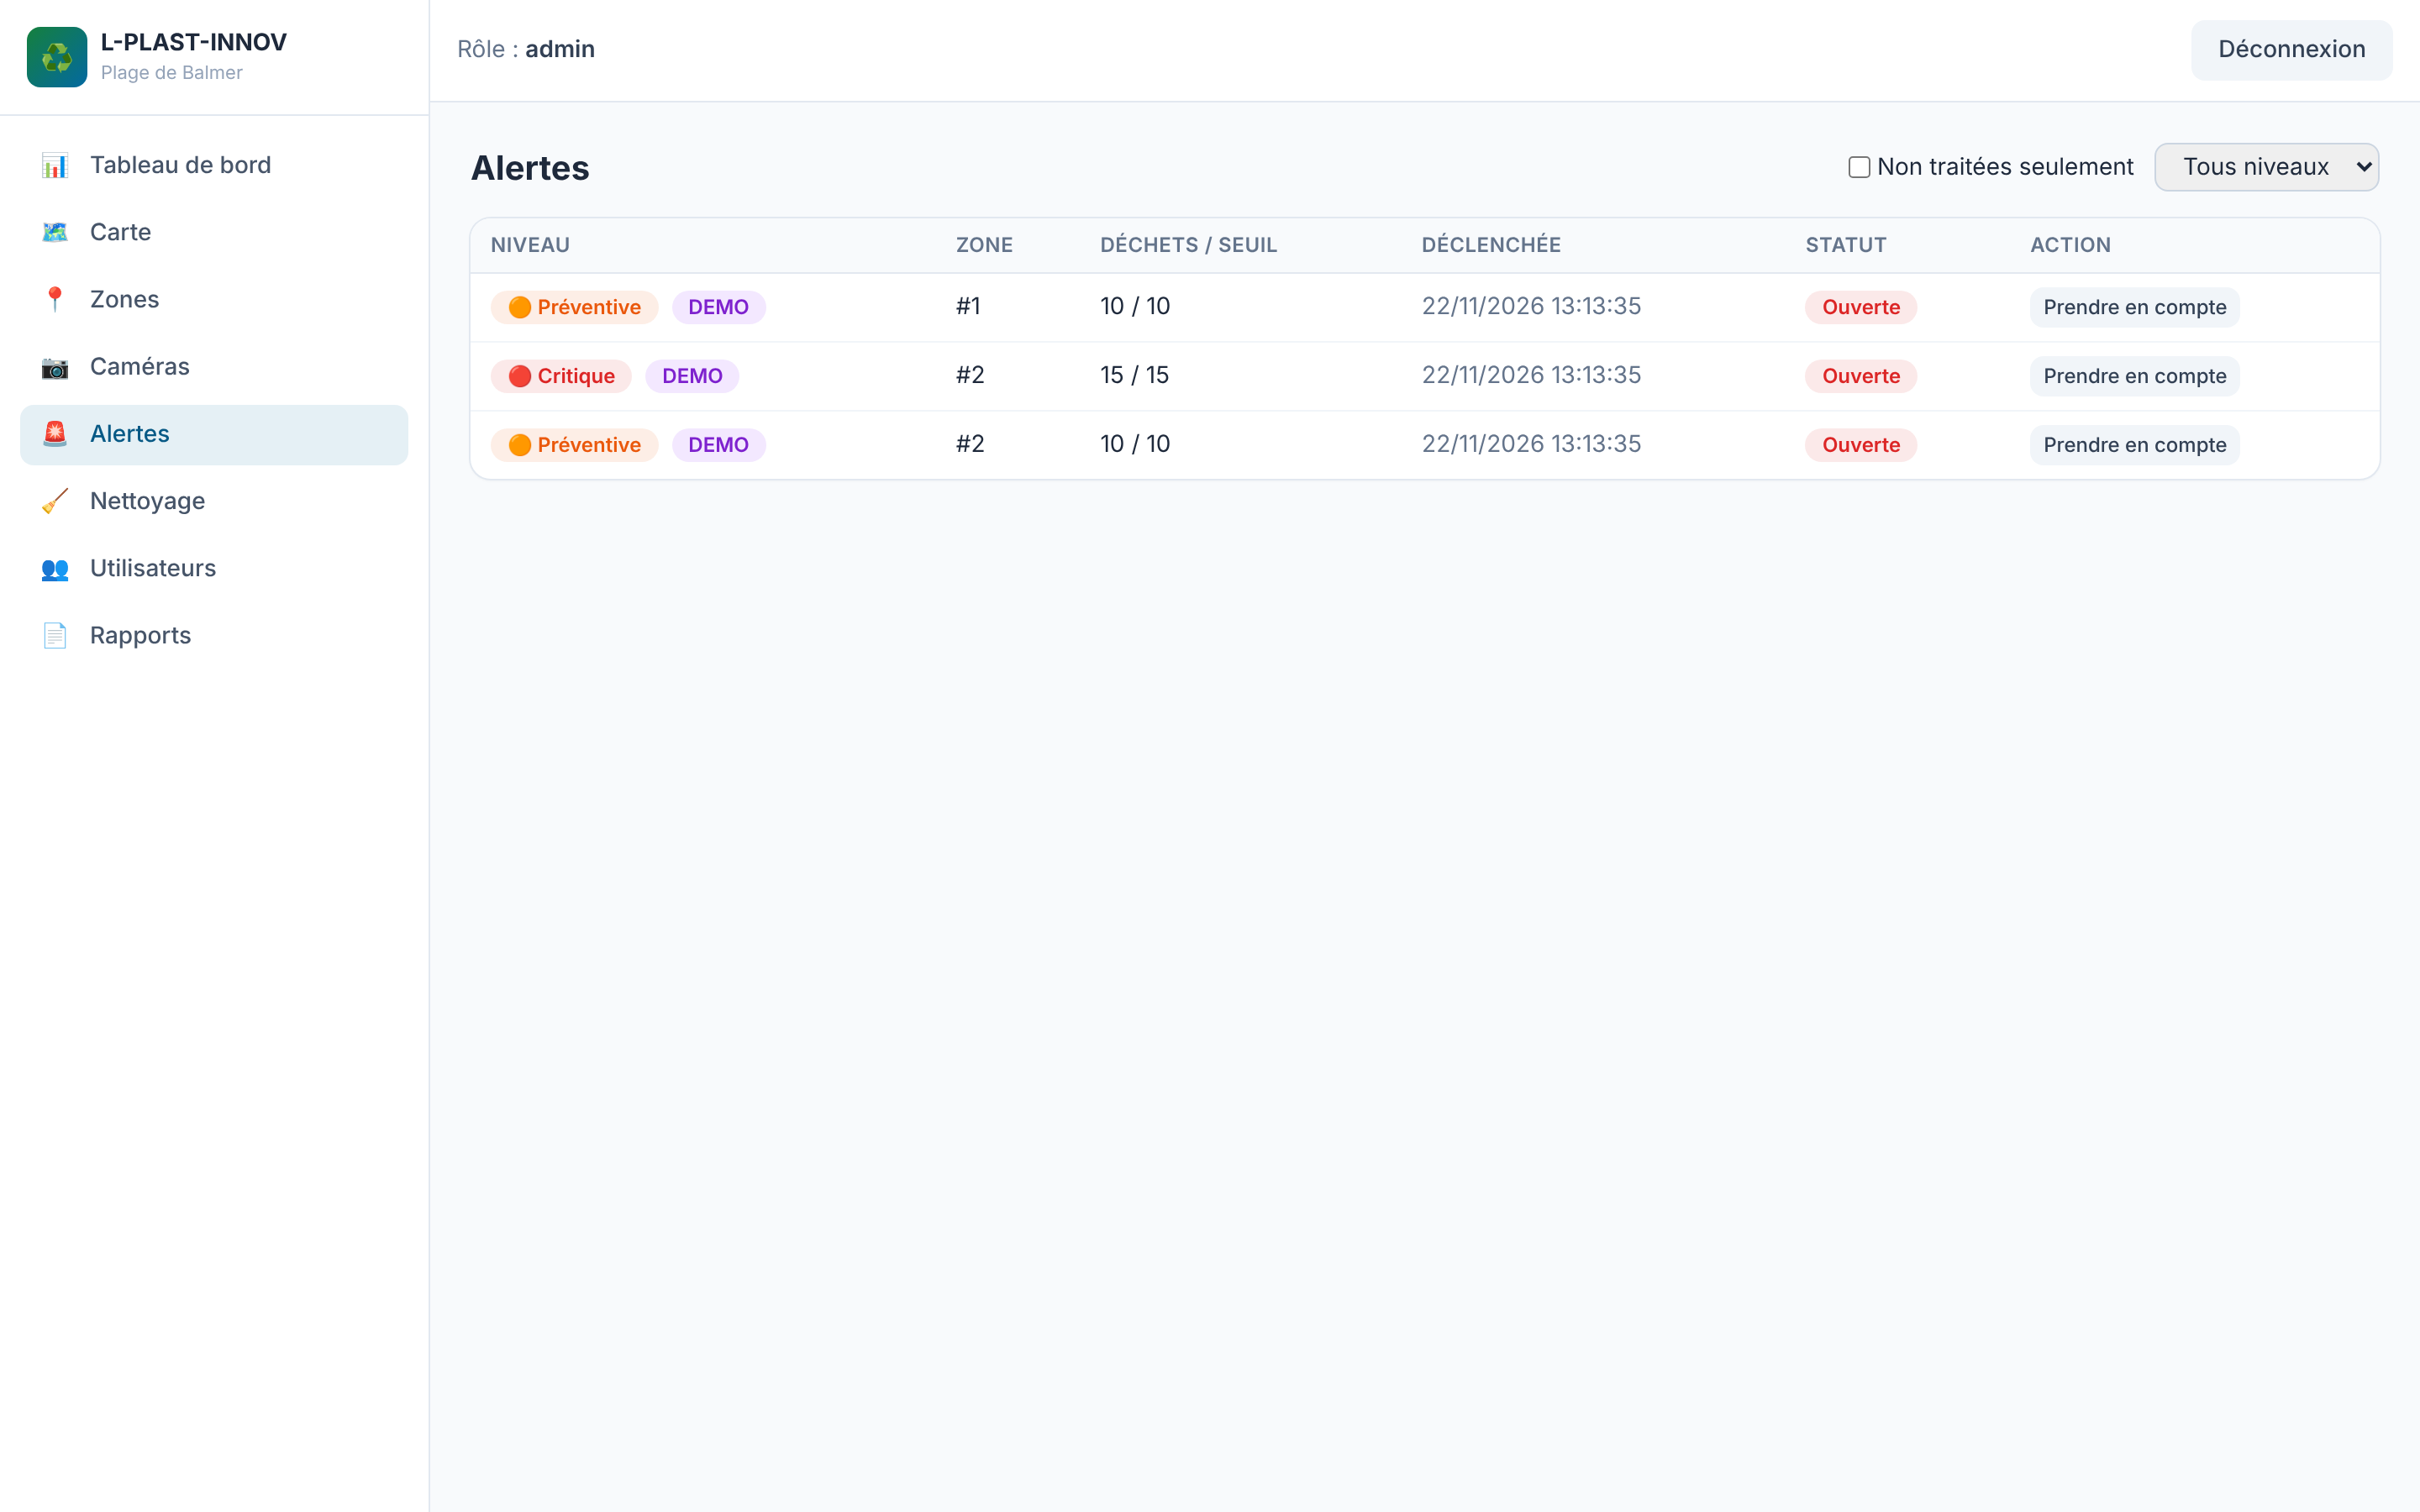 L-PLAST-INNOV
Plage de Balmer
Rôle : admin
Déconnexion
Tableau de bord
Carte
Zones
Caméras
Alertes
Nettoyage
Utilisateurs
Rapports
Alertes
Non traitées seulement
Tous niveaux
NIVEAU ZONE DÉCHETS / SEUIL DÉCLENCHÉE STATUT ACTION
Préventive DEMO #1 10 / 10 22/11/2026 13:13:35 Ouverte Prendre en compte
Critique DEMO #2 15 / 15 22/11/2026 13:13:35 Ouverte Prendre en compte
Préventive DEMO #2 10 / 10 22/11/2026 13:13:35 Ouverte Prendre en compte